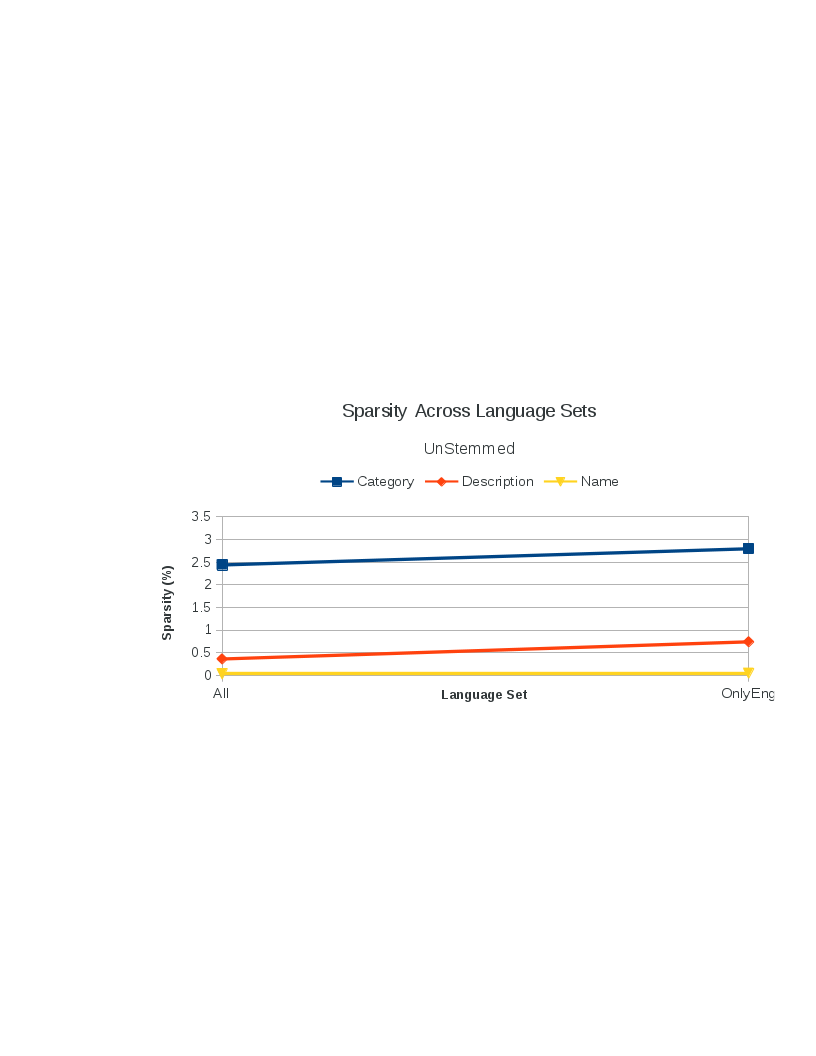 Sparsity Across Language Sets
UnStemmed
Category Description Name
3.5
3
2.5
2
1.5
1
0.5
0
Sparsity (%)
All OnlyEng
Language Set